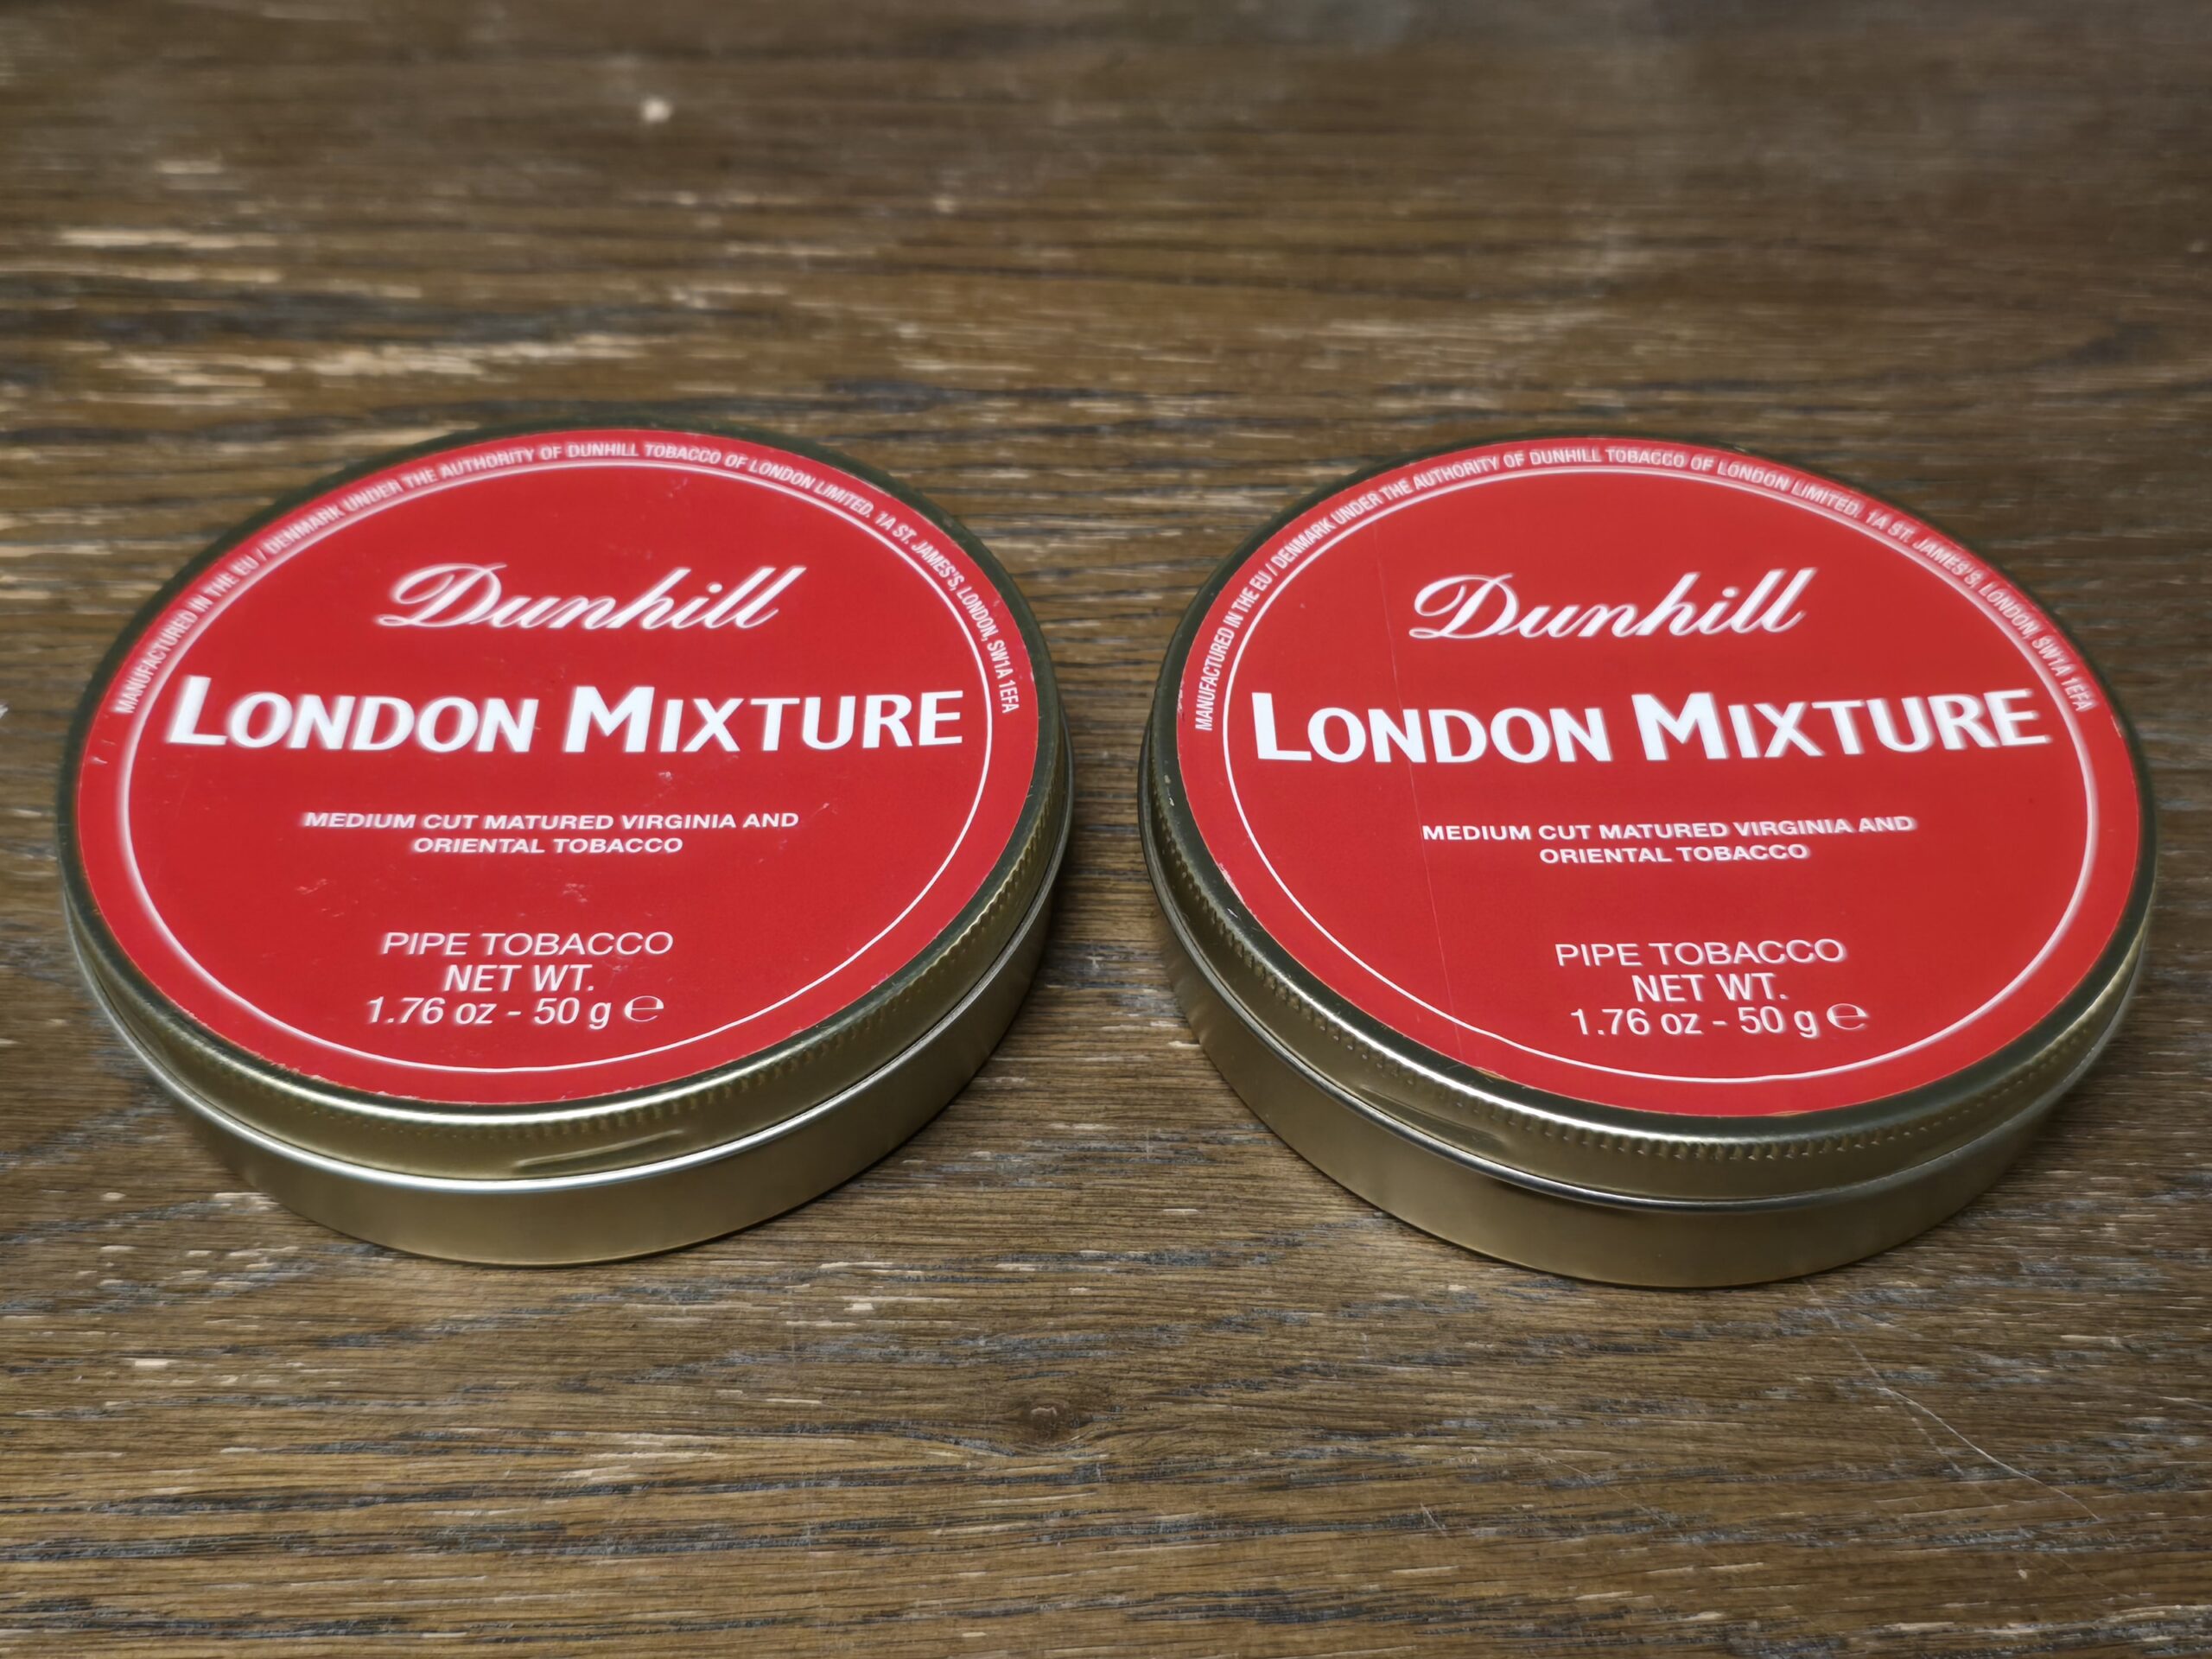 MANUFACTURED IN THE EU / DENMARK UNDER THE AUTHORITY OF DUNHILL TOBACCO OF LONDON LIMITED. 1A ST. JAMES'S, LONDON, SW1A 1EFA
Dunhill
LONDON MIXTURE
MEDIUM CUT MATURED VIRGINIA AND
ORIENTAL TOBACCO
PIPE TOBACCO
NET WT.
1.76 oz - 50 g ℮
MANUFACTURED IN THE EU / DENMARK UNDER THE AUTHORITY OF DUNHILL TOBACCO OF LONDON LIMITED. 1A ST. JAMES'S, LONDON, SW1A 1EFA
Dunhill
LONDON MIXTURE
MEDIUM CUT MATURED VIRGINIA AND
ORIENTAL TOBACCO
PIPE TOBACCO
NET WT.
1.76 oz - 50 g ℮